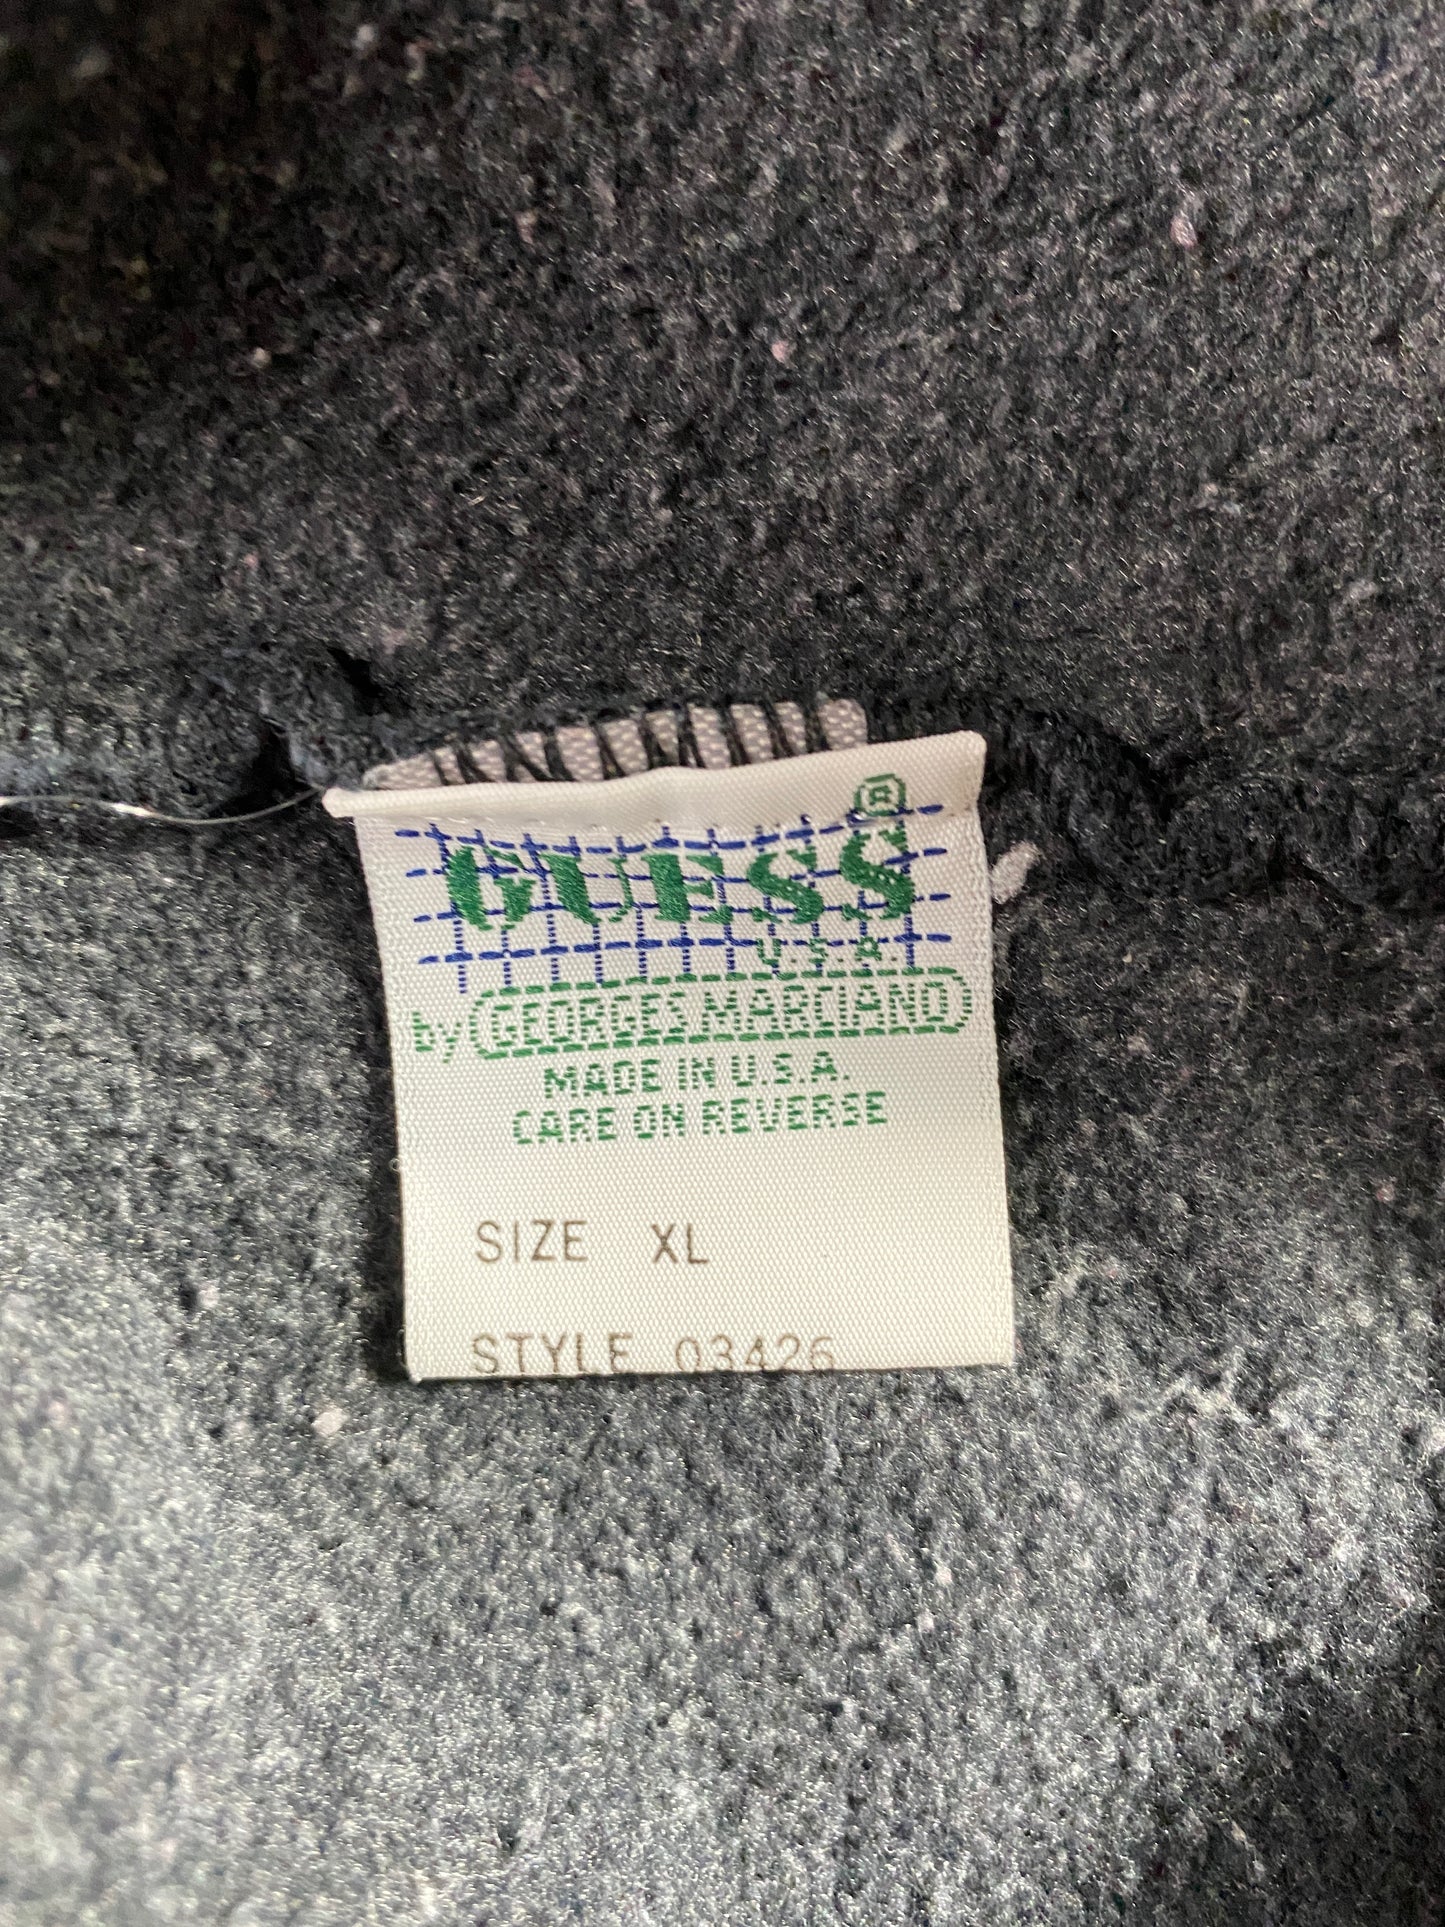 GUESS®
U.S.A.
by GEORGES MARCIANO
MADE IN U.S.A.
CARE ON REVERSE
SIZE XL
STYLE 03426